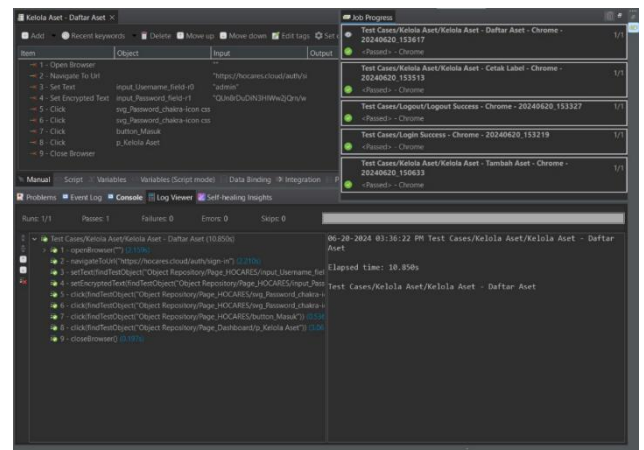 Kelola Aset - Daftar Aset
Job Progress
Add
Recent keywords
Delete
Move up
Move down
Edit tags
Item
Object
Input
Output
1 - Open Browser
""
2 - Navigate To Url
"https://hocares.cloud/auth/si
3 - Set Text
input_Username_field-r0
"admin"
4 - Set Encrypted Text
input_Password_field-r1
5 - Click
svg_Password_chakra-icon css
6 - Click
svg_Password_chakra-icon css
7 - Click
button_Masuk
8 - Click
p_Kelola Aset
9 - Close Browser
Test Cases/Kelola Aset/Kelola Aset - Daftar Aset - Chrome -
20240620_153617
1/1
<Passed> - Chrome
Test Cases/Kelola Aset/Kelola Aset - Cetak Label - Chrome -
20240620_153513
1/1
<Passed> - Chrome
Test Cases/Logout/Logout Success - Chrome - 20240620_153327
1/1
<Passed> - Chrome
Test Cases/Login Success - Chrome - 20240620_153219
1/1
<Passed> - Chrome
Test Cases/Kelola Aset/Kelola Aset - Tambah Aset - Chrome -
20240620_150633
1/1
<Passed> - Chrome
Manual
Script
Variables
Variables (Script mode)
Data Binding
Integration
Problems
Event Log
Console
Log Viewer
Self-healing Insights
Runs: 1/1
Passes: 1
Failures: 0
Errors: 0
Skips: 0
Test Cases/Kelola Aset/Kelola Aset - Daftar Aset (10.850s)
1 - openBrowser("")
2 - navigateToUrl("https://hocares.cloud/auth/sign-in")
3 - setText(findTestObject("Object Repository/Page_HOCARES/input_Username_fiel
4 - setEncryptedText(findTestObject("Object Repository/Page_HOCARES/input_Pass
5 - click(findTestObject("Object Repository/Page_HOCARES/svg_Password_chakra-i
6 - click(findTestObject("Object Repository/Page_HOCARES/svg_Password_chakra-i
7 - click(findTestObject("Object Repository/Page_HOCARES/button_Masuk"))
8 - click(findTestObject("Object Repository/Page_Dashboard/p_Kelola Aset"))
9 - closeBrowser()
06-20-2024 03:36:22 PM Test Cases/Kelola Aset/Kelola Aset - Daftar
Aset
Elapsed time: 10.850s
Test Cases/Kelola Aset/Kelola Aset - Daftar Aset